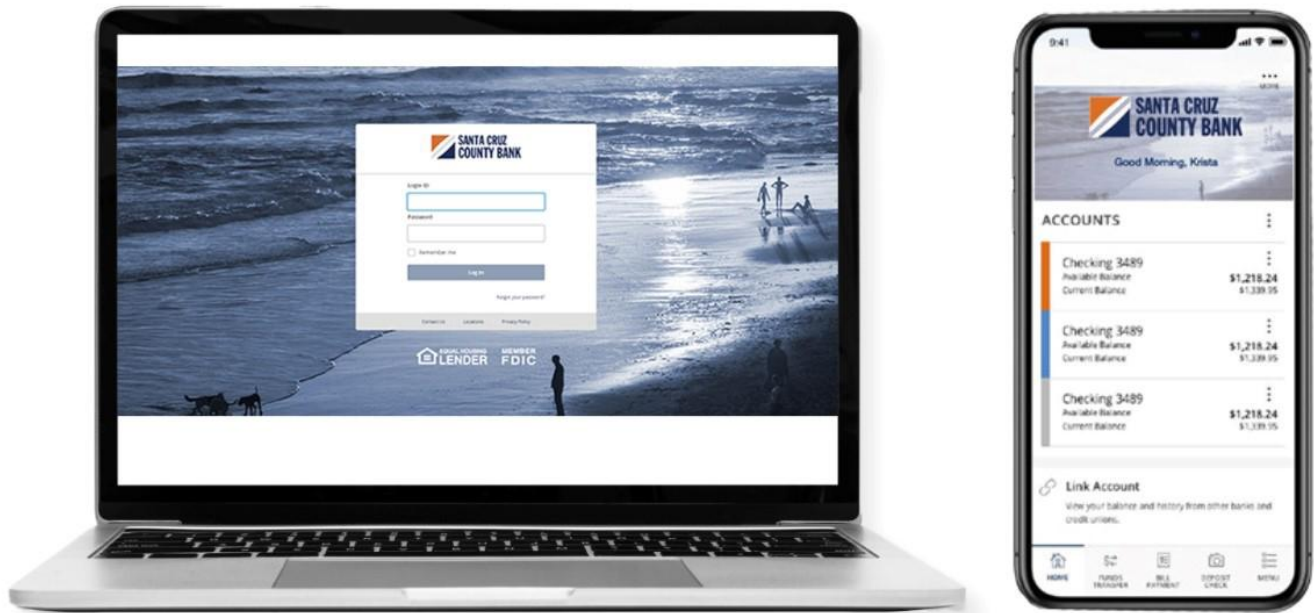 SANTA CRUZ
COUNTY BANK
Login ID
Password
Remember me
Log In
Forgot your password?
Contact Us Locations Privacy Policy
EQUAL HOUSING
LENDER
MEMBER
FDIC
9:41
MORE
SANTA CRUZ
COUNTY BANK
Good Morning, Krista
ACCOUNTS
Checking 3489
Available Balance $1,218.24
Current Balance $1,339.95
Checking 3489
Available Balance $1,218.24
Current Balance $1,339.95
Checking 3489
Available Balance $1,218.24
Current Balance $1,339.95
Link Account
View your balance and history from other banks and
credit unions.
HOME
FUNDS
TRANSFER
BILL
PAYMENT
DEPOSIT
CHECK
MENU